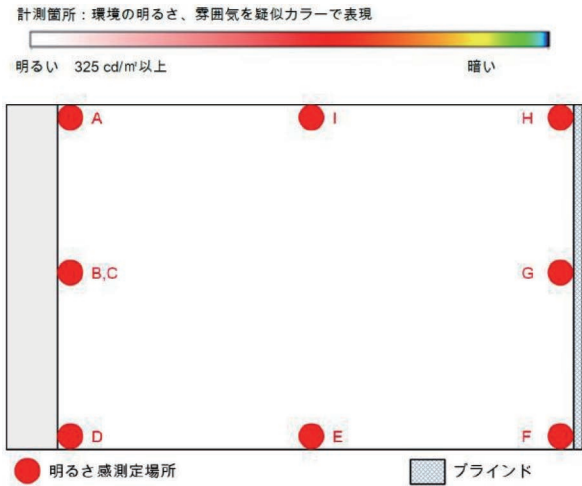 計測箇所：環境の明るさ、雰囲気を疑似カラーで表現
明るい 325 cd/㎡以上 暗い
A I H
B,C G
D E F
明るさ感測定場所 ブラインド